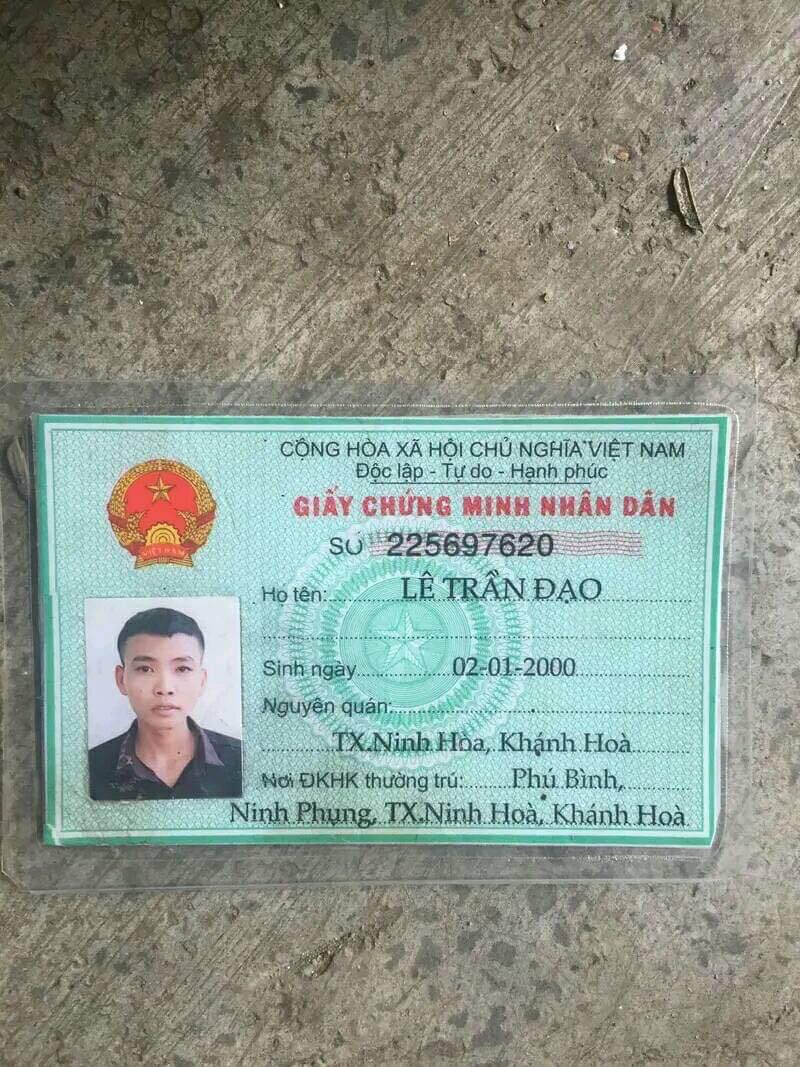 CỘNG HÒA XÃ HỘI CHỦ NGHĨA VIỆT NAM
Độc lập - Tự do - Hạnh phúc
GIẤY CHỨNG MINH NHÂN DÂN
SỐ 225697620
VIỆT NAM
Họ tên: LÊ TRẦN ĐẠO
Sinh ngày 02-01-2000
Nguyên quán:
TX.Ninh Hòa, Khánh Hoà
Nơi ĐKHK thường trú: Phú Bình,
Ninh Phụng, TX.Ninh Hoà, Khánh Hoà